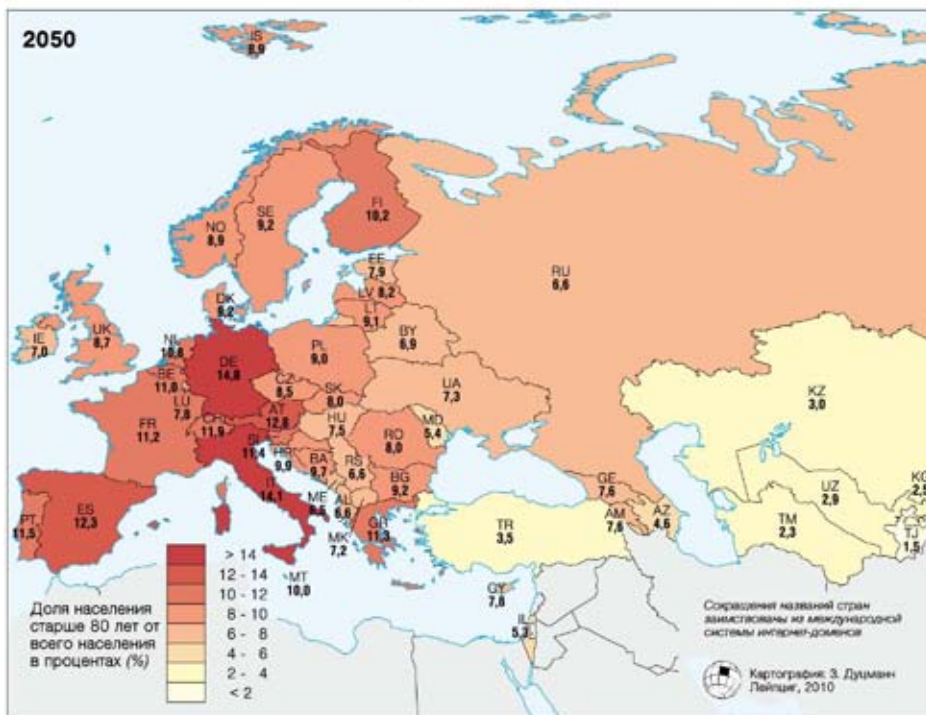 2050
IS
8,9
FI
10,2
SE
9,2
NO
8,9
EE
7,9
RU
6,6
LV 8,2
LT
9,1
DK
9,2
IE
7,0
UK
8,7
NL
10,6
BY
6,9
DE
14,8
PL
9,0
BE
11,0
LU
7,8
CZ
8,5
SK
8,0
UA
7,3
KZ
3,0
FR
11,2
CH
11,9
AT
12,8
HU
7,5
MD
5,4
SI
11,4
HR
9,9
RO
8,0
BA
9,7
RS
6,6
IT
14,1
BG
9,2
GE
7,6
UZ
2,9
KG
2,5
PT
11,5
ES
12,3
ME
AL
6,6
AM
AZ
4,6
TR
3,5
TM
2,3
TJ
1,5
MK
7,2
GR
11,3
MT
10,0
7,8
IL
5,3
> 14
12 - 14
10 - 12
8 - 10
6 - 8
4 - 6
2 - 4
< 2
Доля населения
старше 80 лет от
всего населения
в процентах (%)
Сокращения названий стран
заимствованы из международной
системы интернет-доменов
Картография: З. Дуцманн
Лейпциг, 2010